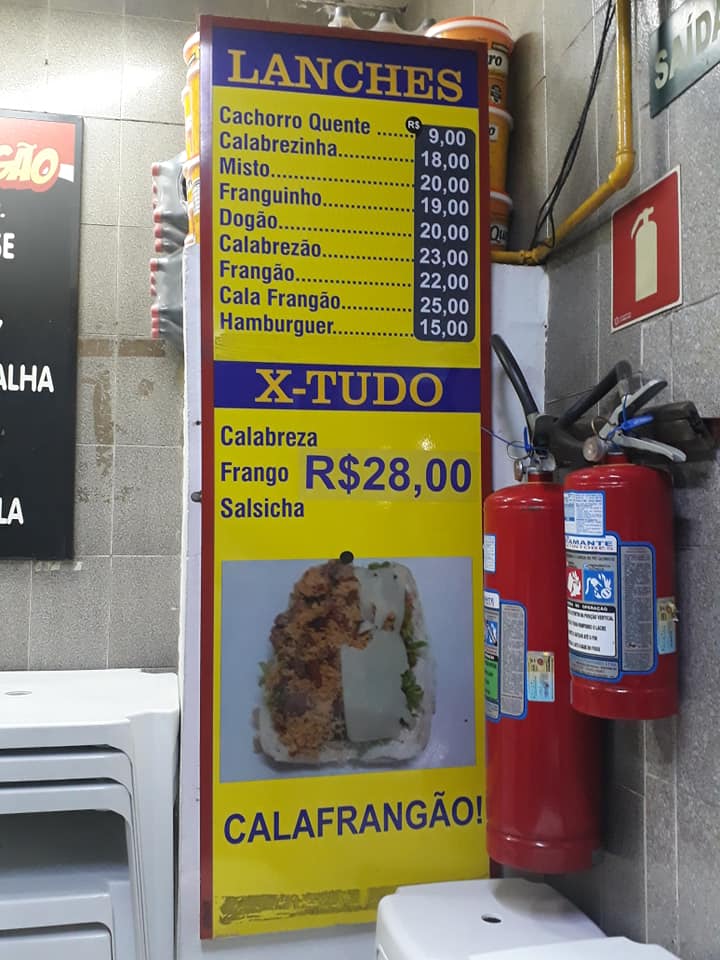 LANCHES
Cachorro Quente ........ R$ 9,00
Calabrezinha................ 18,00
Misto............................ 20,00
Franguinho.................. 19,00
Dogão.......................... 20,00
Calabrezão.................. 23,00
Frangão....................... 22,00
Cala Frangão............... 25,00
Hamburguer................ 15,00
X-TUDO
Calabreza
Frango R$28,00
Salsicha
CALAFRANGÃO!
SAÍDA
GÃO
SE
ALHA
LA
AMANTE